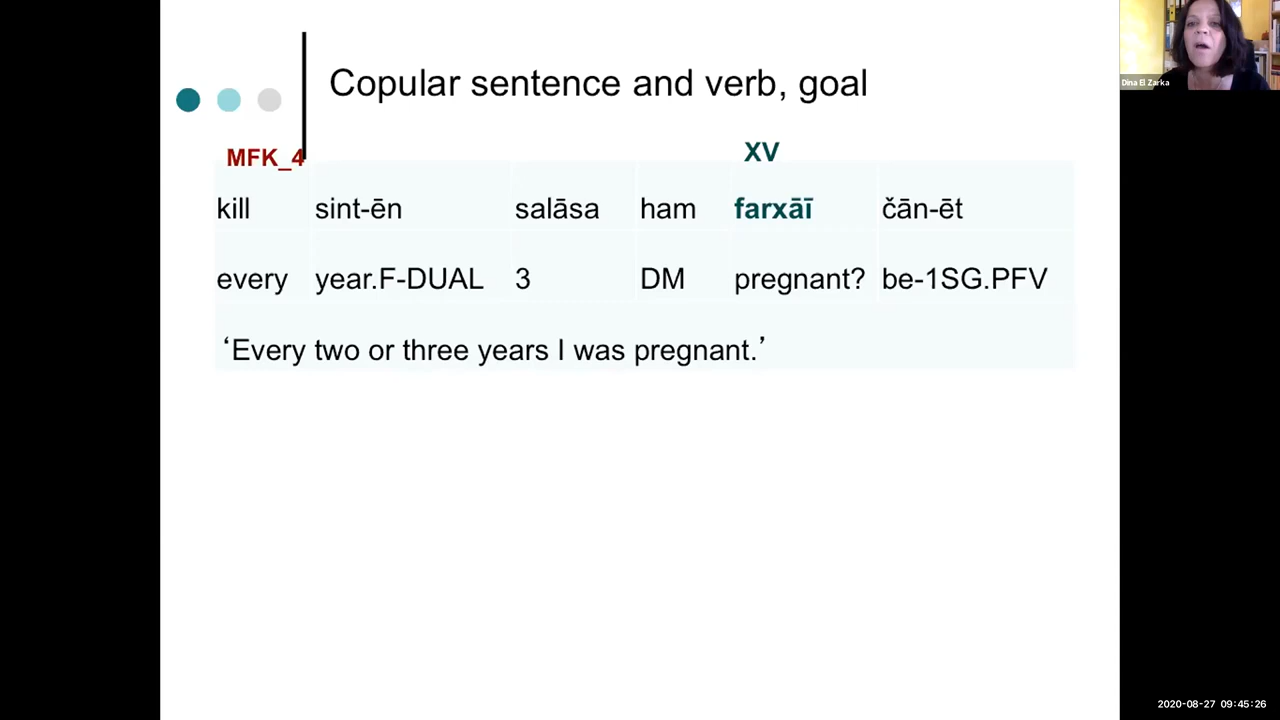 Copular sentence and verb, goal
MFK_4 XV
kill sint-ēn salāsa ham farxāī čān-ēt
every year.F-DUAL 3 DM pregnant? be-1SG.PFV
‘Every two or three years I was pregnant.’
Dina El Zarka
2020-08-27 09:45:26